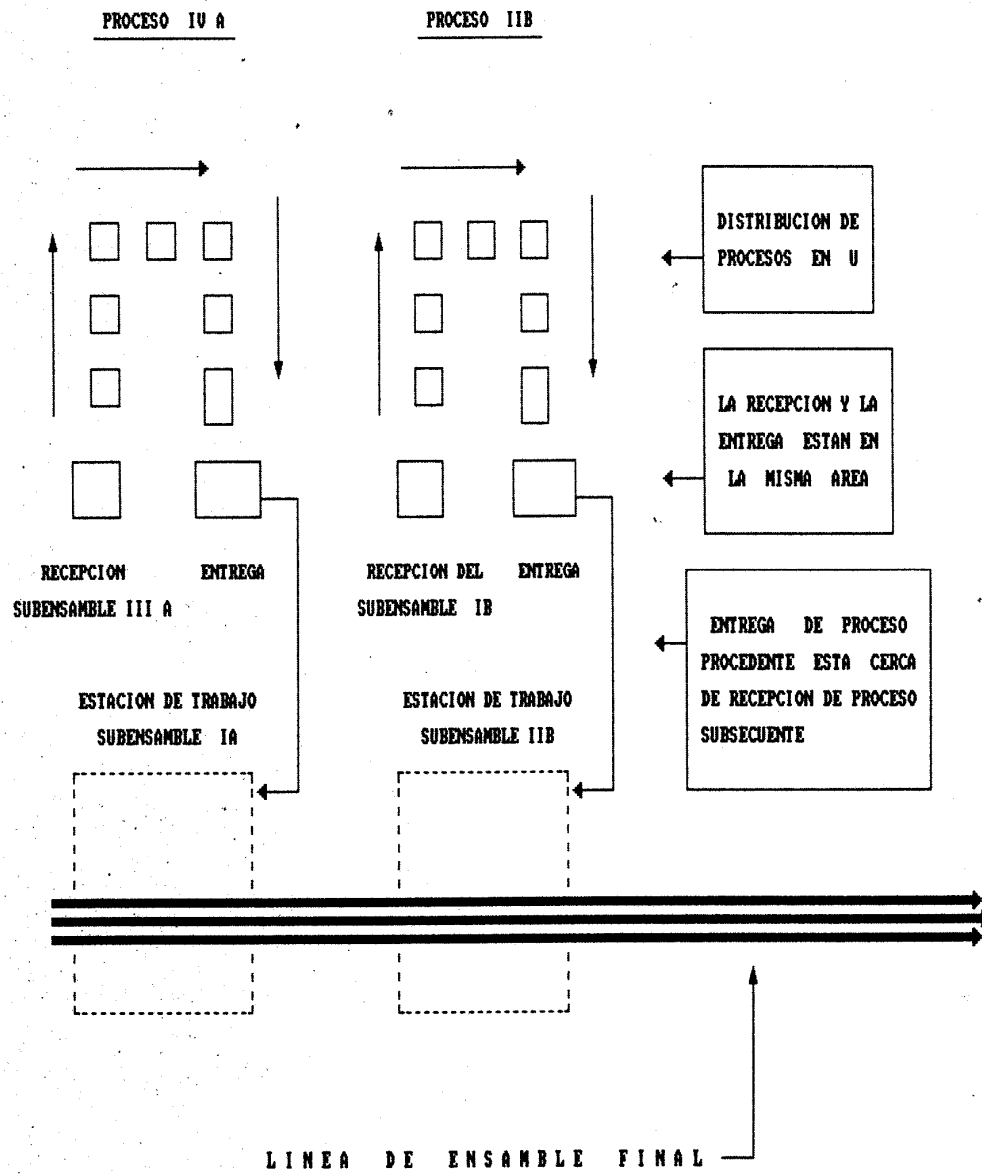 PROCESO IV A
PROCESO IIB
DISTRIBUCION DE
PROCESOS EN U
LA RECEPCION Y LA
ENTREGA ESTAN EN
LA MISMA AREA
RECEPCION
SUBENSAMBLE III A
ENTREGA
RECEPCION DEL
SUBENSAMBLE IB
ENTREGA
ENTREGA DE PROCESO
PROCEDENTE ESTA CERCA
DE RECEPCION DE PROCESO
SUBSECUENTE
ESTACION DE TRABAJO
SUBENSAMBLE IA
ESTACION DE TRABAJO
SUBENSAMBLE IIB
LINEA DE ENSAMBLE FINAL